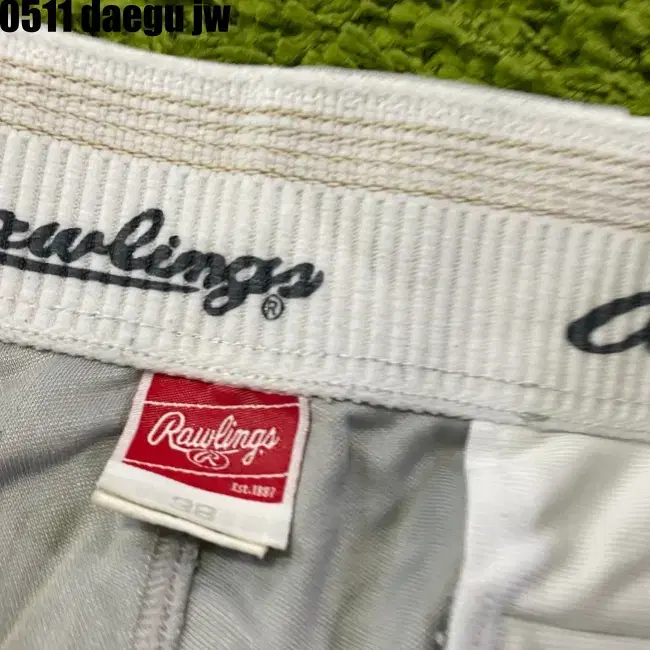 0511 daegu jw
Rawlings®
Rawlings
R
Est.1887
38